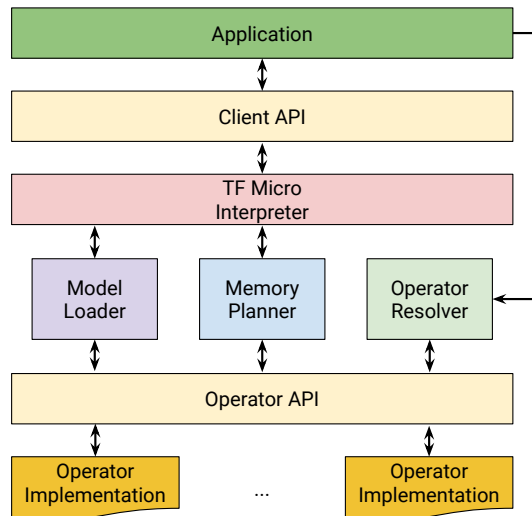 Application
Client API
TF Micro
Interpreter
Model
Loader
Memory
Planner
Operator
Resolver
Operator API
Operator
Implementation
...
Operator
Implementation